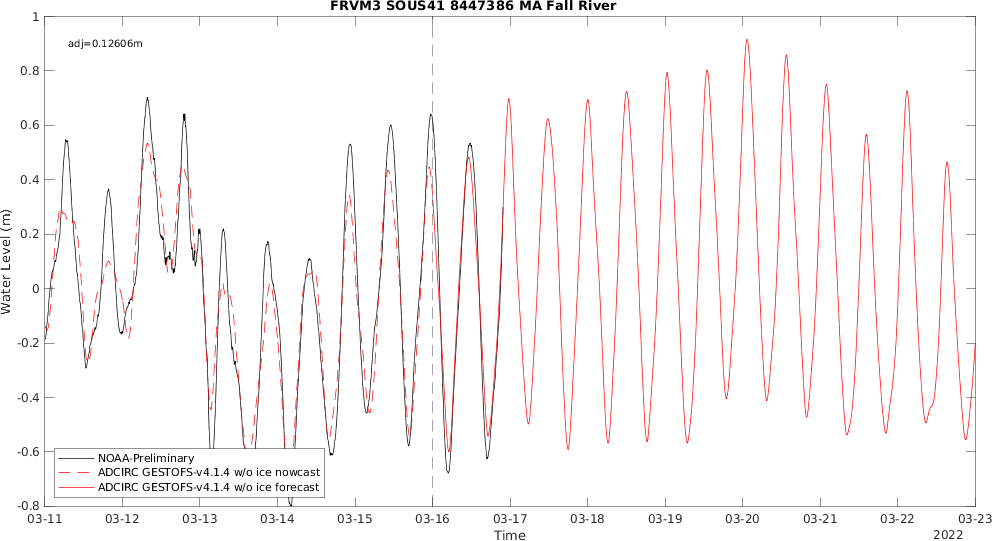 FRVM3 SOUS41 8447386 MA Fall River
adj=0.12606m
Water Level (m)
1
0.8
0.6
0.4
0.2
0
-0.2
-0.4
-0.6
-0.8
NOAA-Preliminary
ADCIRC GESTOFS-v4.1.4 w/o ice nowcast
ADCIRC GESTOFS-v4.1.4 w/o ice forecast
03-11 03-12 03-13 03-14 03-15 03-16 03-17 03-18 03-19 03-20 03-21 03-22 03-23
Time
2022